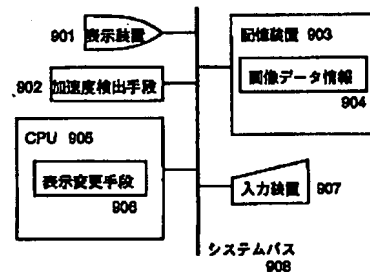 901 表示装置
902 加速度検出手段
CPU 905
表示変更手段
906
記憶装置 903
画像データ情報
904
入力装置 907
システムバス
908